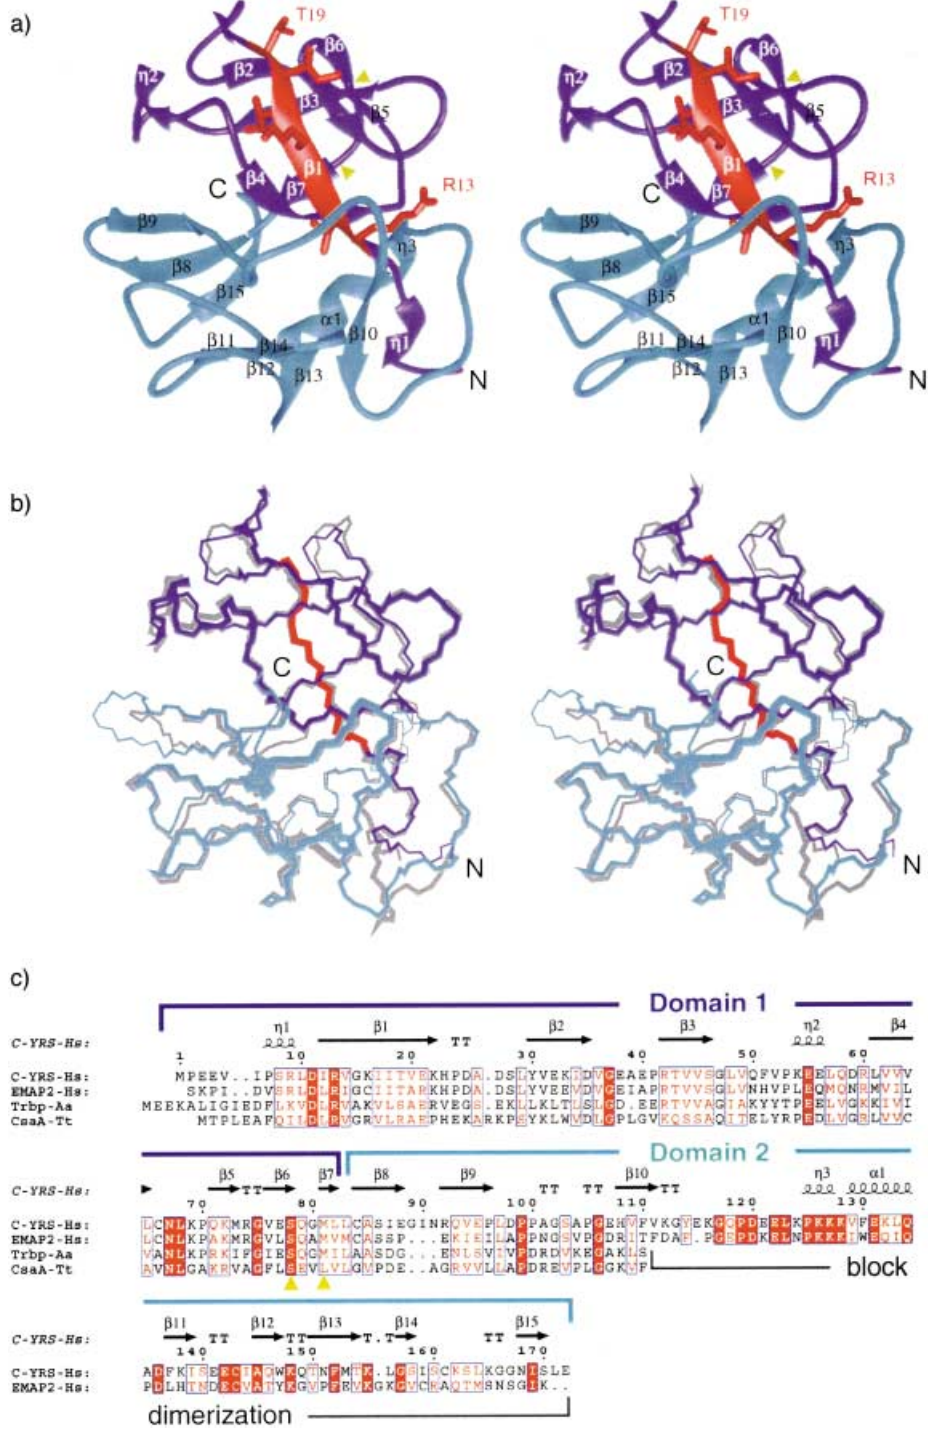 a)
T19 T19
β6 β6
η2 β2 η2 β2
β3 β5 β3 β5
β1 β1
β4 β7 R13 β4 β7 R13
C C
β9 β9
η3 η3
β8 β8
β15 β15
α1 α1
β11 β14 β10 η1 β11 β14 β10 η1
β12 β13 N β12 β13 N
b)
C C
N N
c)
Domain 1
C-YRS-Hs: η1 β1 TT β2 β3 η2 β4
1 10 20 30 40 50 60
C-YRS-Hs: MPEEV..IPSRLDIRVGKIITVEKHPDA.DSLYVEKIDVGEAEPRTVVSGLVQFVPKEELQDRLVVV
EMAP2-Hs: SKPI..DVSRLDLRIGCIITARKHPDA.DSLYVEEVDVGEIAPRTVVSGLVNHVPLEQMQNRMVIL
Trbp-Aa: MEEKALIGIEDFLKVDLRVAKVLSAERVEGS.EKLLKLTLSLGD.EERTVVAGIAKYYTPEELVGKKIVI
CsaA-Tt: MTPLEAFQILDLRVGRVLRAEPHEKARKPSYKLWVDLGPLGVKQSSAQITELYRPEDLVGRLVVC
Domain 2
C-YRS-Hs: β5 TT β6 β7 β8 β9 TT TT β10 TT η3 α1
70 80 90 100 110 120 130
C-YRS-Hs: LCNLKPQKMRGVESQGMLLCASIEGINRQVEPLDPPAGSAPGEHVFVKGYEKGQPDEELKPKKKVFEKLQ
EMAP2-Hs: LCNLKPAKMRGVLSQAMVMCASSP...EKIEILAPPNGSVPGDRITFDAF.PGEPDKELNPKKKIWEQIQ
Trbp-Aa: VANLKPRKIFGIESQGMILAASDG...ENLSVIVPDRDVKEGAKLS
CsaA-Tt: AVNLGAKRVAGFLSEVLVLGVPDE...AGRVVLLAPDREVPLGGKVF
block
C-YRS-Hs: β11 TT β12 TT β13 T.T β14 TT β15
140 150 160 170
C-YRS-Hs: ADFKISEECIAQWKQTNFMTK.LGSISCKSLKGGNISLE
EMAP2-Hs: PDLHTNDECVATYKGVPFEVKGKGVCRAQTMSNSGIK..
dimerization